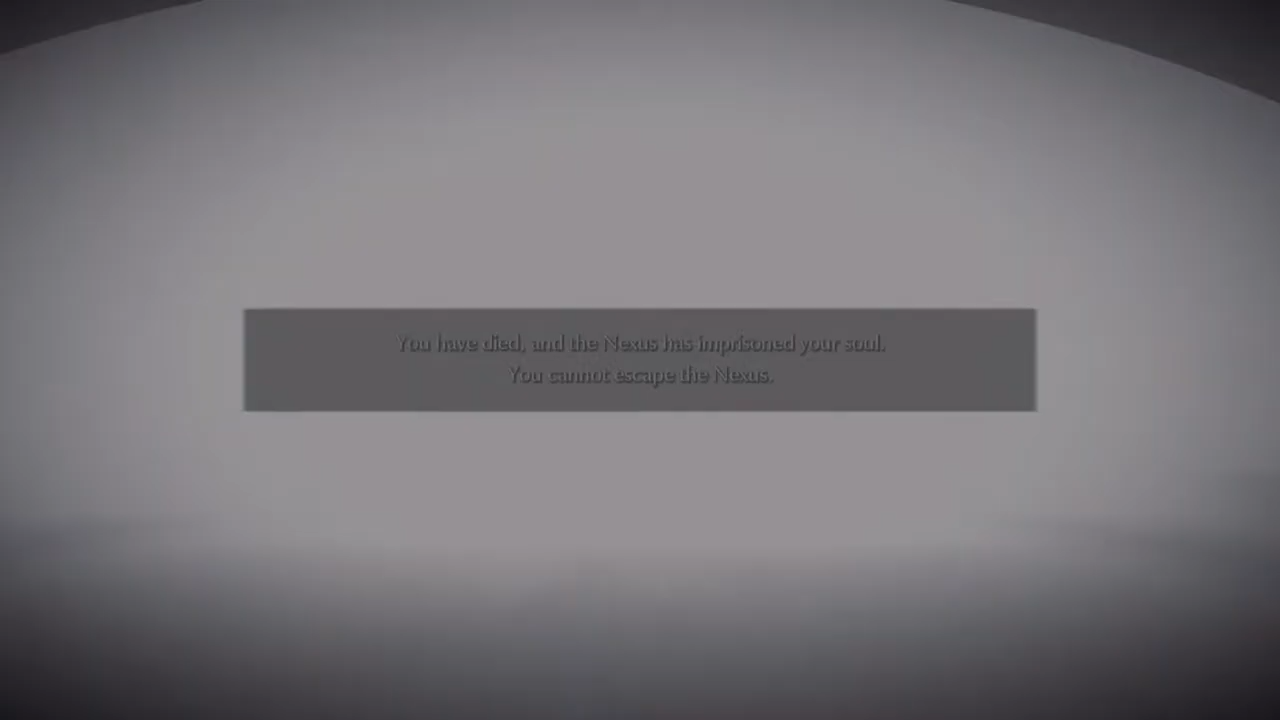 You have died, and the Nexus has imprisoned your soul.
You cannot escape the Nexus.